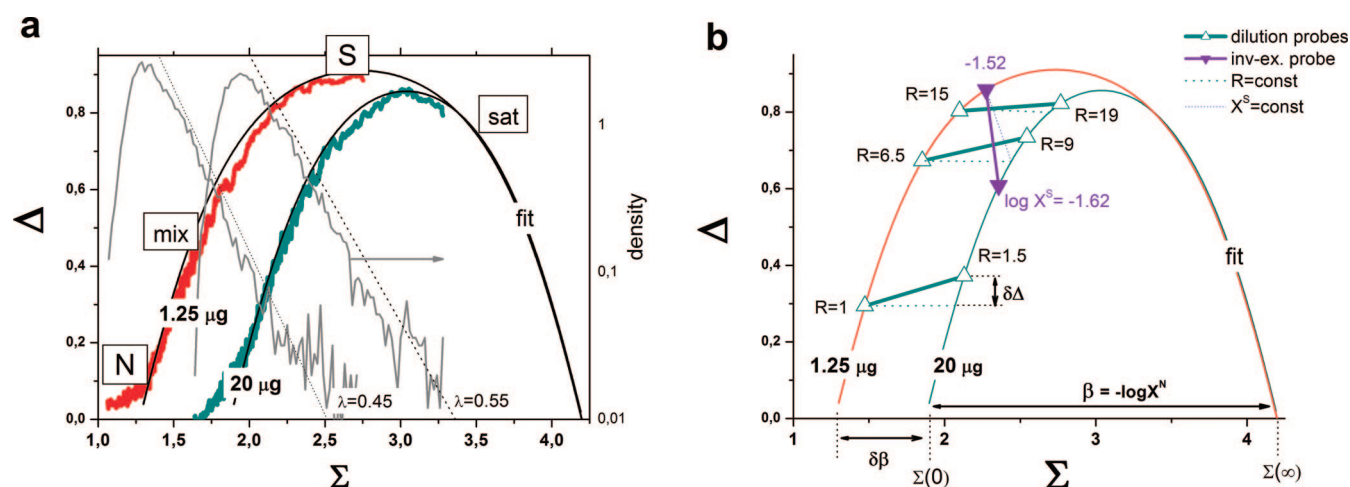 a
Δ
0,8
0,6
0,4
0,2
0,0
N
mix
S
sat
fit
1.25 μg
20 μg
λ=0.45
λ=0.55
1
0,1
0,01
density
1,0 1,5 2,0 2,5 3,0 3,5 4,0
Σ
b
dilution probes
inv-ex. probe
R=const
X^S=const
Δ
1,0
0,8
0,6
0,4
0,2
0,0
-1.52
R=15
R=19
R=6.5
R=9
log X^S= -1.62
R=1.5
R=1
δΔ
fit
1.25 μg
20 μg
β = -logX^N
δβ
Σ(0)
Σ(∞)
1 2 3 4
Σ